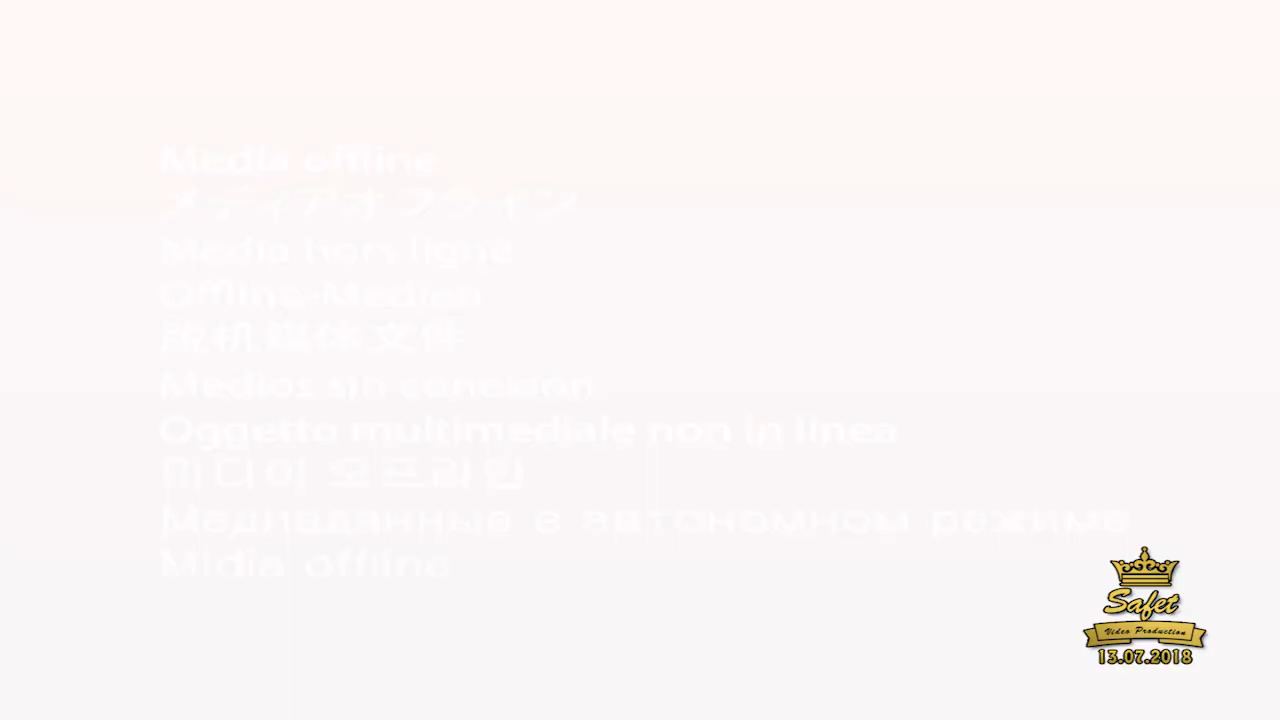 Media offline
メディアオフライン
Media hors ligne
Offline-Medien
脱机媒体文件
Medios sin conexión
Oggetto multimediale non in linea
미디어 오프라인
Медиаданные в автономном режиме
Mídia offline
Safet
Video Production
13.07.2018